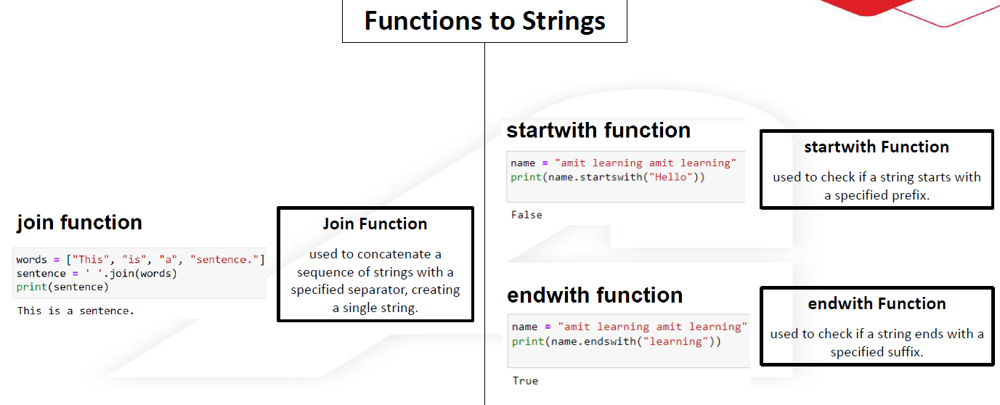 Functions to Strings
join function
words = ["This", "is", "a", "sentence."]
sentence = ' '.join(words)
print(sentence)
This is a sentence.
Join Function
used to concatenate a
sequence of strings with a
specified separator, creating
a single string.
startwith function
name = "amit learning amit learning"
print(name.startswith("Hello"))
False
startwith Function
used to check if a string starts with
a specified prefix.
endwith function
name = "amit learning amit learning"
print(name.endswith("learning"))
True
endwith Function
used to check if a string ends with a
specified suffix.